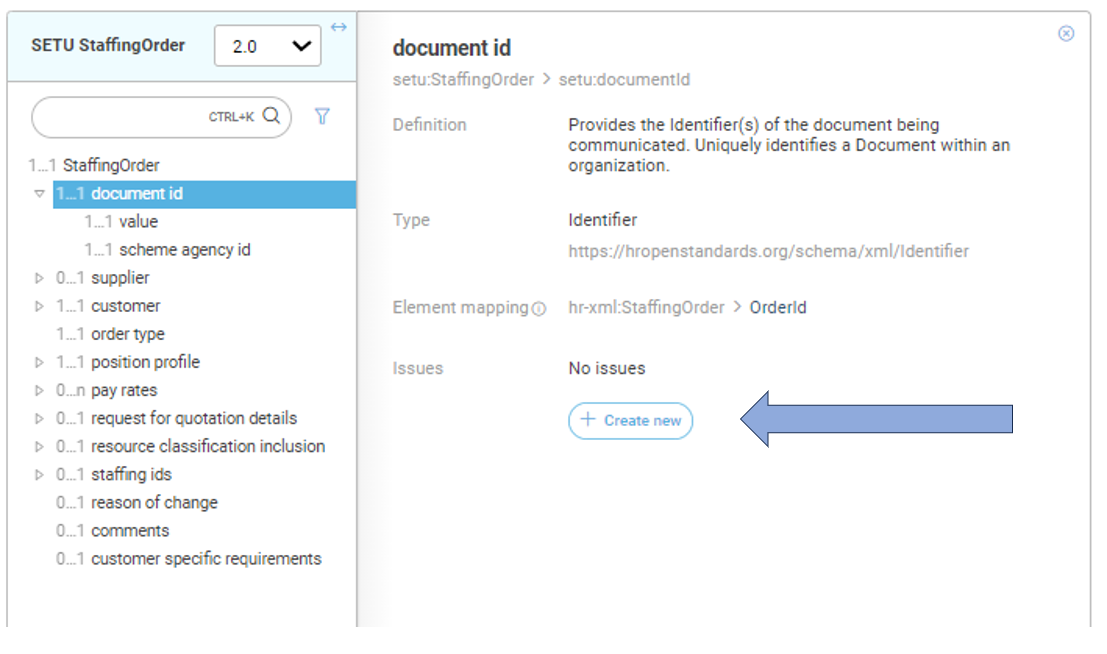 SETU StaffingOrder
2.0
CTRL+K
1...1 StaffingOrder
1...1 document id
1...1 value
1...1 scheme agency id
0...1 supplier
1...1 customer
1...1 order type
1...1 position profile
0...n pay rates
0...1 request for quotation details
0...1 resource classification inclusion
0...1 staffing ids
0...1 reason of change
0...1 comments
0...1 customer specific requirements
document id
setu:StaffingOrder > setu:documentId
Definition
Provides the Identifier(s) of the document being
communicated. Uniquely identifies a Document within an
organization.
Type
Identifier
https://hropenstandards.org/schema/xml/Identifier
Element mapping
hr-xml:StaffingOrder > OrderId
Issues
No issues
+ Create new